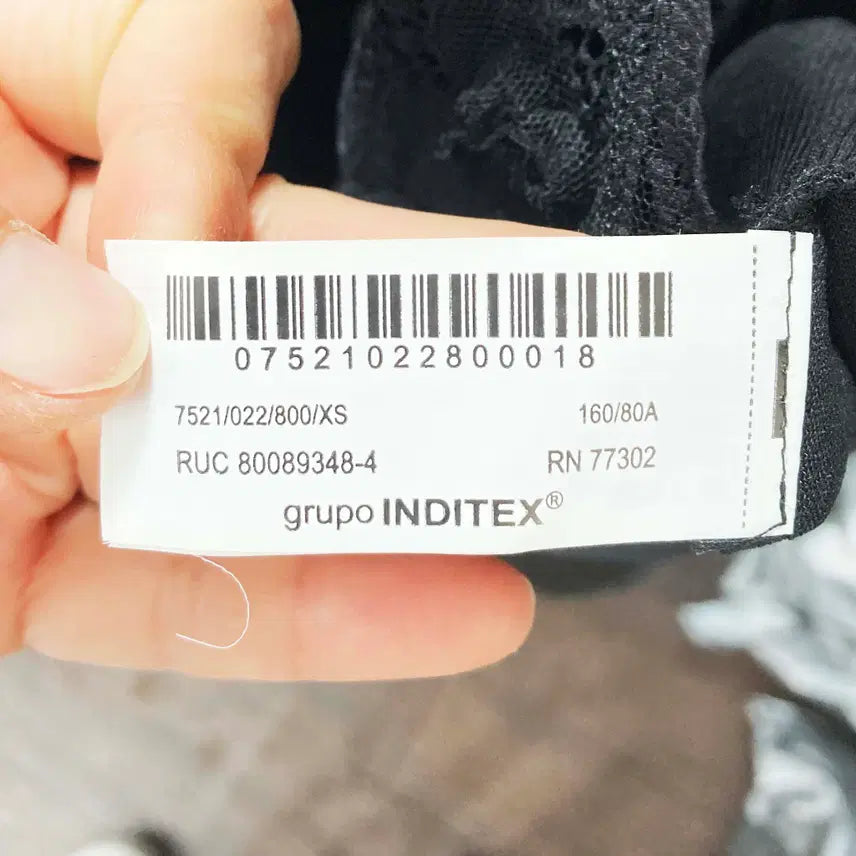 07521022800018
7521/022/800/XS 160/80A
RUC 80089348-4 RN 77302
grupo INDITEX®